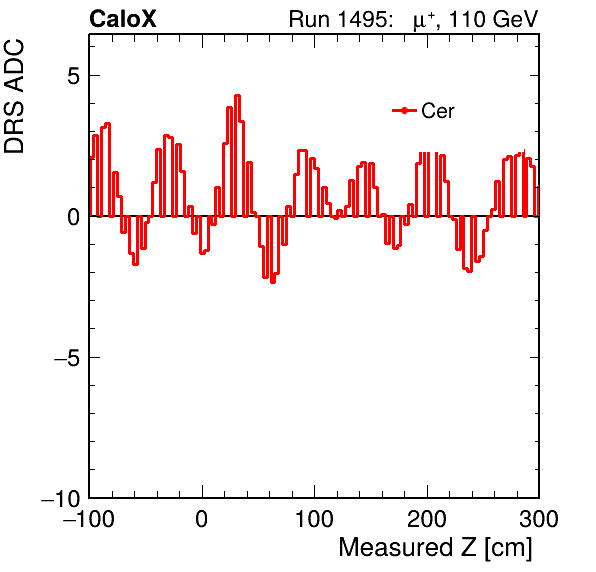 CaloX Run 1495: μ⁺, 110 GeV
DRS ADC
Cer
5
0
−5
−10
−100 0 100 200 300
Measured Z [cm]